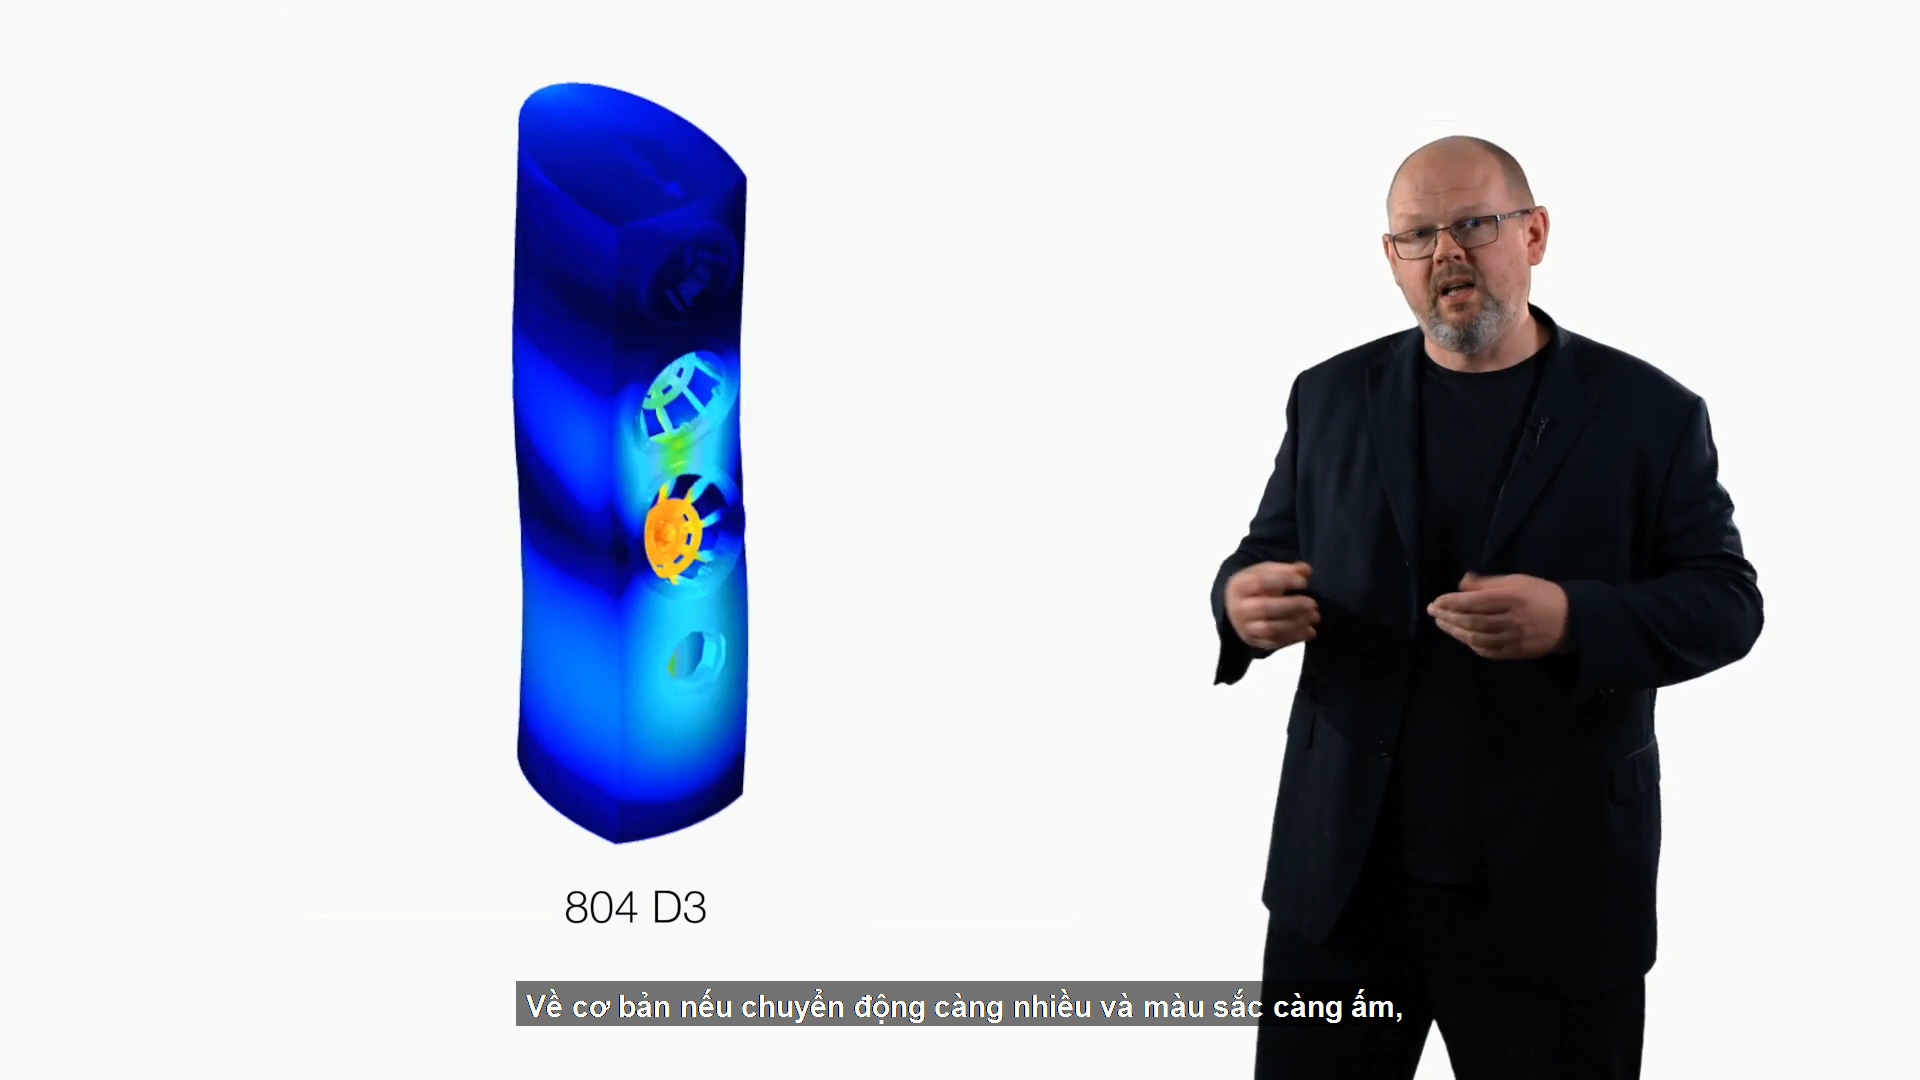 804 D3
Về cơ bản nếu chuyển động càng nhiều và màu sắc càng ấm,